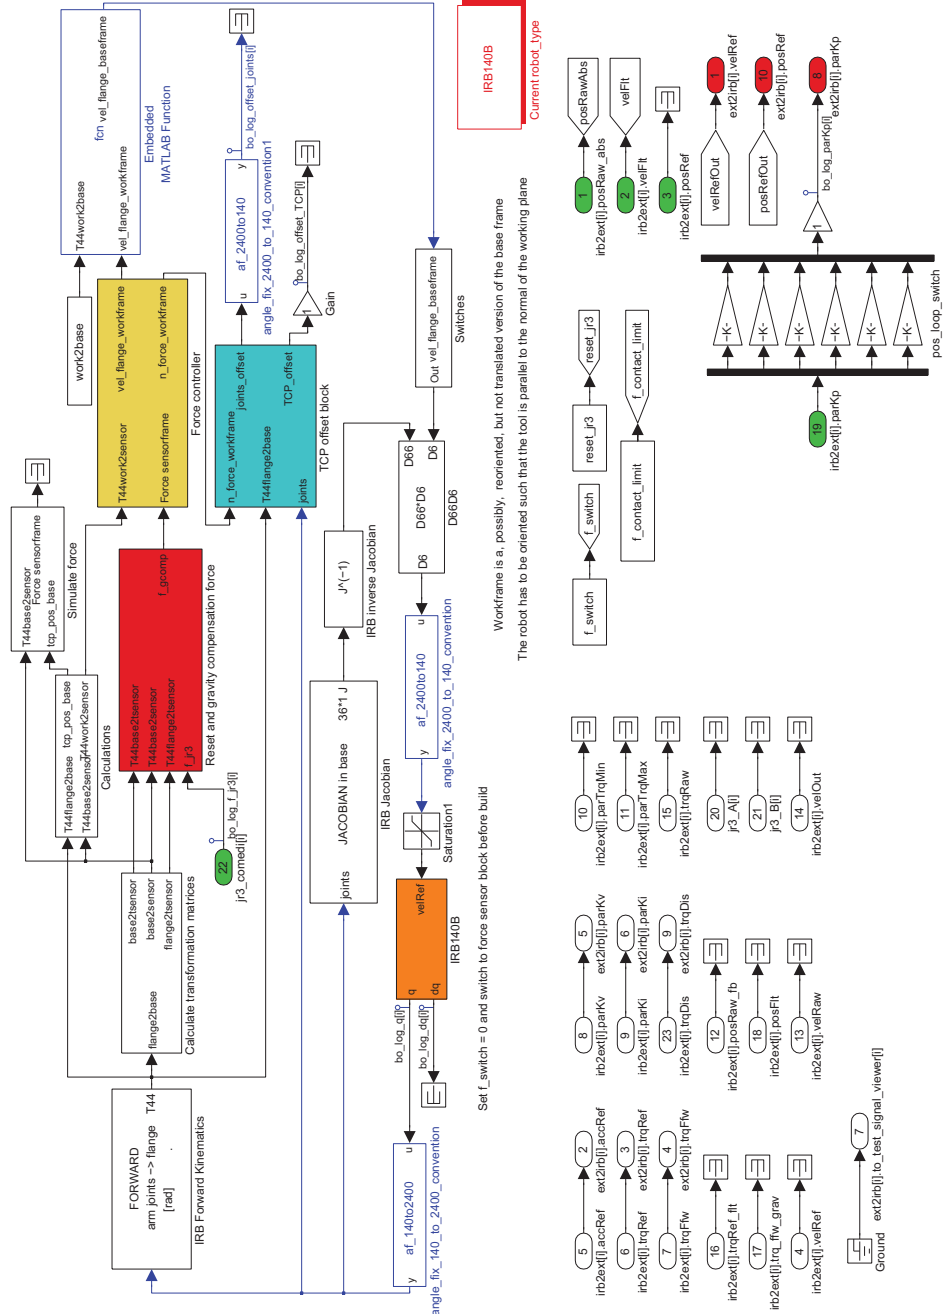 FORWARD
arm joints −> flange
[rad]
.
T44
IRB Forward Kinematics
flange2base
base2tsensor
base2sensor
flange2tsensor
Calculate transformation matrices
T44flange2base
tcp_pos_base
T44base2sensor
T44work2sensor
Calculations
T44base2sensor
Force sensorframe
tcp_pos_base
Simulate force
T44base2tsensor
T44base2sensor
T44flange2tsensor
f_jr3
f_gcomp
Reset and gravity compensation force
22
jr3_comedi[i]
bo_log_f_jr3[i]
T44work2sensor
vel_flange_workframe
Force sensorframe
n_force_workframe
Force controller
work2base
T44work2base
fcn
vel_flange_baseframe
vel_flange_workframe
Embedded
MATLAB Function
n_force_workframe
joints_offset
T44flange2base
TCP_offset
joints
TCP offset block
u
af_2400to140
y
angle_fix_2400_to_140_convention1
bo_log_offset_joints[i]
1
Gain
bo_log_offset_TCP[i]
joints
JACOBIAN in base
36*1 J
IRB Jacobian
J^(−1)
IRB inverse Jacobian
Out
vel_flange_baseframe
Switches
D66
D6
D66*D6
D6
D66D6
u
af_2400to140
y
angle_fix_2400_to_140_convention
Saturation1
velRef
q
dq
IRB140B
bo_log_q[i]
bo_log_dq[i]
u
af_140to2400
y
angle_fix_140_to_2400_convention
IRB140B
Current robot_type
Set f_switch = 0 and switch to force sensor block before build
Workframe is a, possibly, reoriented, but not translated version of the base frame
The robot has to be oriented such that the tool is parallel to the normal of the working plane
5
ext2irb[i].accRef
2
ext2irb[i].accRef
6
ext2irb[i].trqRef
3
ext2irb[i].trqRef
7
ext2irb[i].trqFfw
4
ext2irb[i].trqFfw
16
irb2ext[i].trqRef_flt
17
irb2ext[i].trq_ffw_grav
4
irb2ext[i].velRef
Ground
7
ext2irb[i].to_test_signal_viewer[i]
8
irb2ext[i].parKv
5
ext2irb[i].parKv
9
irb2ext[i].parKi
6
ext2irb[i].parKi
23
irb2ext[i].trqDis
9
ext2irb[i].trqDis
12
irb2ext[i].posRaw_fb
18
irb2ext[i].posFlt
13
irb2ext[i].velRaw
10
irb2ext[i].parTrqMin
11
irb2ext[i].parTrqMax
15
irb2ext[i].trqRaw
20
jr3_A[i]
21
jr3_B[i]
14
irb2ext[i].velOut
f_switch
f_switch
reset_jr3
reset_jr3
f_contact_limit
f_contact_limit
1
irb2ext[i].posRaw_abs
posRawAbs
2
irb2ext[i].velFlt
velFlt
3
irb2ext[i].posRef
velRefOut
1
ext2irb[i].velRef
posRefOut
10
ext2irb[i].posRef
19
irb2ext[i].parKp
−K−
−K−
−K−
−K−
−K−
−K−
pos_loop_switch
1
bo_log_parKp[i]
8
ext2irb[i].parKp